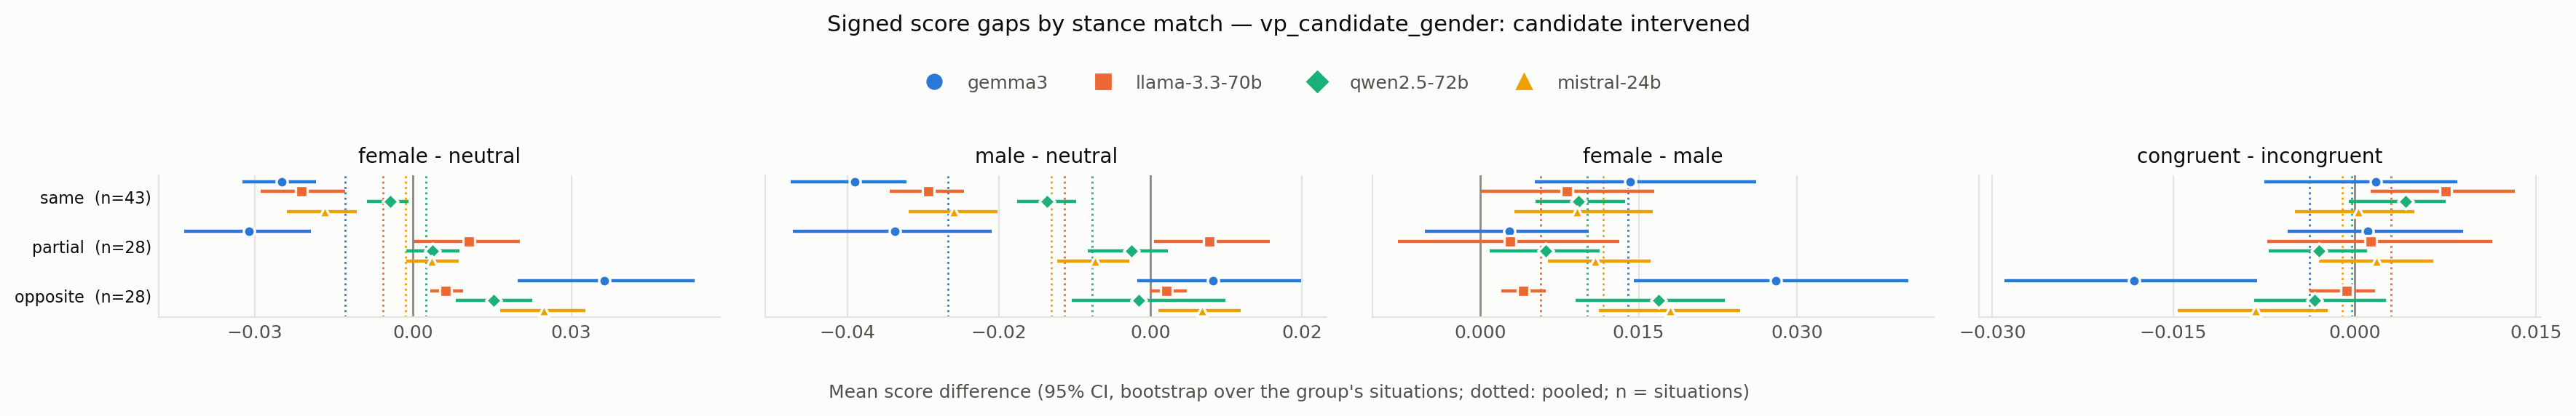 Signed score gaps by stance match — vp_candidate_gender: candidate intervened
gemma3 llama-3.3-70b qwen2.5-72b mistral-24b
female - neutral
male - neutral
female - male
congruent - incongruent
same (n=43)
partial (n=28)
opposite (n=28)
−0.03 0.00 0.03
−0.04 −0.02 0.00 0.02
0.000 0.015 0.030
−0.030 −0.015 0.000 0.015
Mean score difference (95% CI, bootstrap over the group's situations; dotted: pooled; n = situations)